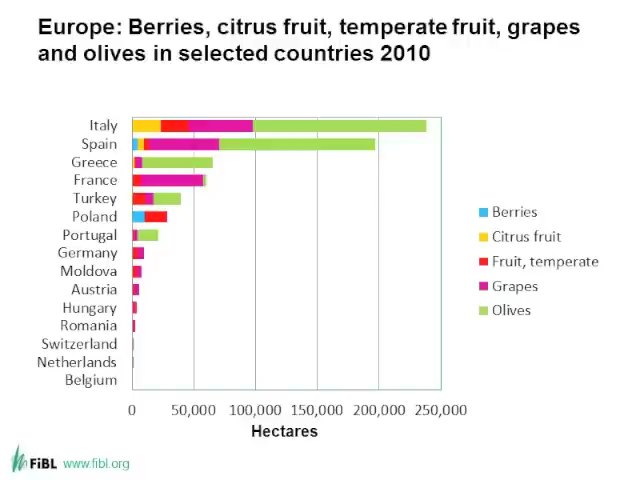 Europe: Berries, citrus fruit, temperate fruit, grapes
and olives in selected countries 2010
Italy
Spain
Greece
France
Turkey
Poland
Portugal
Germany
Moldova
Austria
Hungary
Romania
Switzerland
Netherlands
Belgium
Berries
Citrus fruit
Fruit, temperate
Grapes
Olives
0 50,000 100,000 150,000 200,000 250,000
Hectares
FiBL www.fibl.org